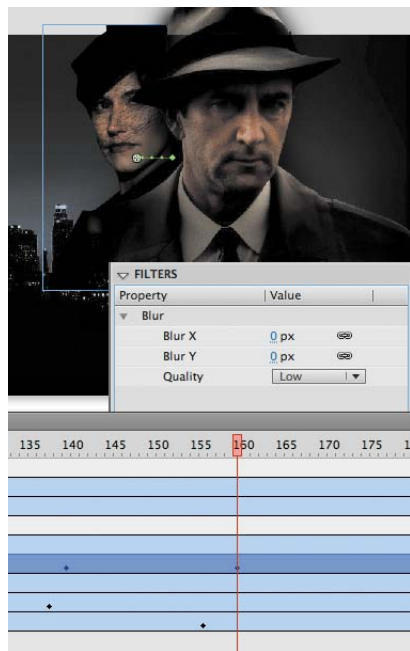 FILTERS
Property Value
Blur
Blur X 0 px
Blur Y 0 px
Quality Low
135 140 145 150 155 160 165 170 175 1